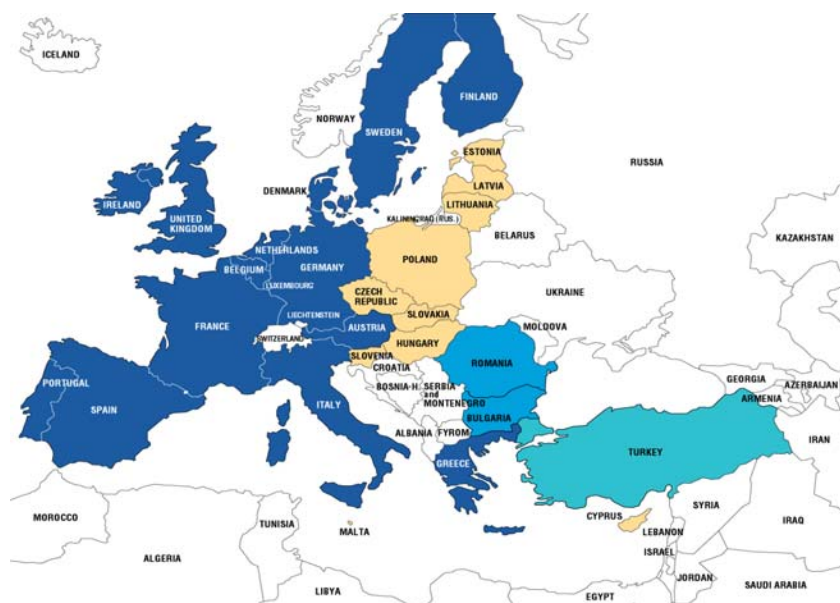 ICELAND
FINLAND
NORWAY
SWEDEN
ESTONIA
RUSSIA
LATVIA
DENMARK
LITHUANIA
IRELAND
KALININGRAD (RUS.)
UNITED
KINGDOM
BELARUS
KAZAKHSTAN
NETHERLANDS
POLAND
BELGIUM
GERMANY
LUXEMBOURG
CZECH
REPUBLIC
UKRAINE
SLOVAKIA
LIECHTENSTEIN
FRANCE
AUSTRIA
MOLDOVA
SWITZERLAND
HUNGARY
SLOVENIA
ROMANIA
CROATIA
GEORGIA
PORTUGAL
BOSNIA-H.
SERBIA
and
MONTENEGRO
AZERBAIJAN
ARMENIA
SPAIN
ITALY
BULGARIA
ALBANIA
FYROM
IRAN
TURKEY
GREECE
SYRIA
CYPRUS
MOROCCO
TUNISIA
MALTA
LEBANON
IRAQ
ISRAEL
ALGERIA
JORDAN
SAUDI ARABIA
LIBYA
EGYPT